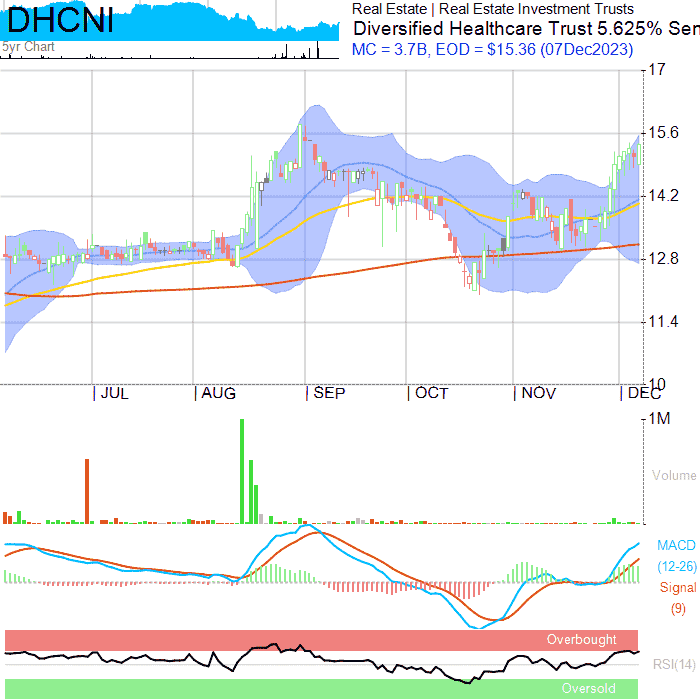 DHCNI
5yr Chart
Real Estate | Real Estate Investment Trusts
Diversified Healthcare Trust 5.625% Sen
MC = 3.7B, EOD = $15.36 (07Dec2023)
17
15.6
14.2
12.8
11.4
10
JUL AUG SEP OCT NOV DEC
1M
Volume
MACD
(12-26)
Signal
(9)
Overbought
RSI(14)
Oversold